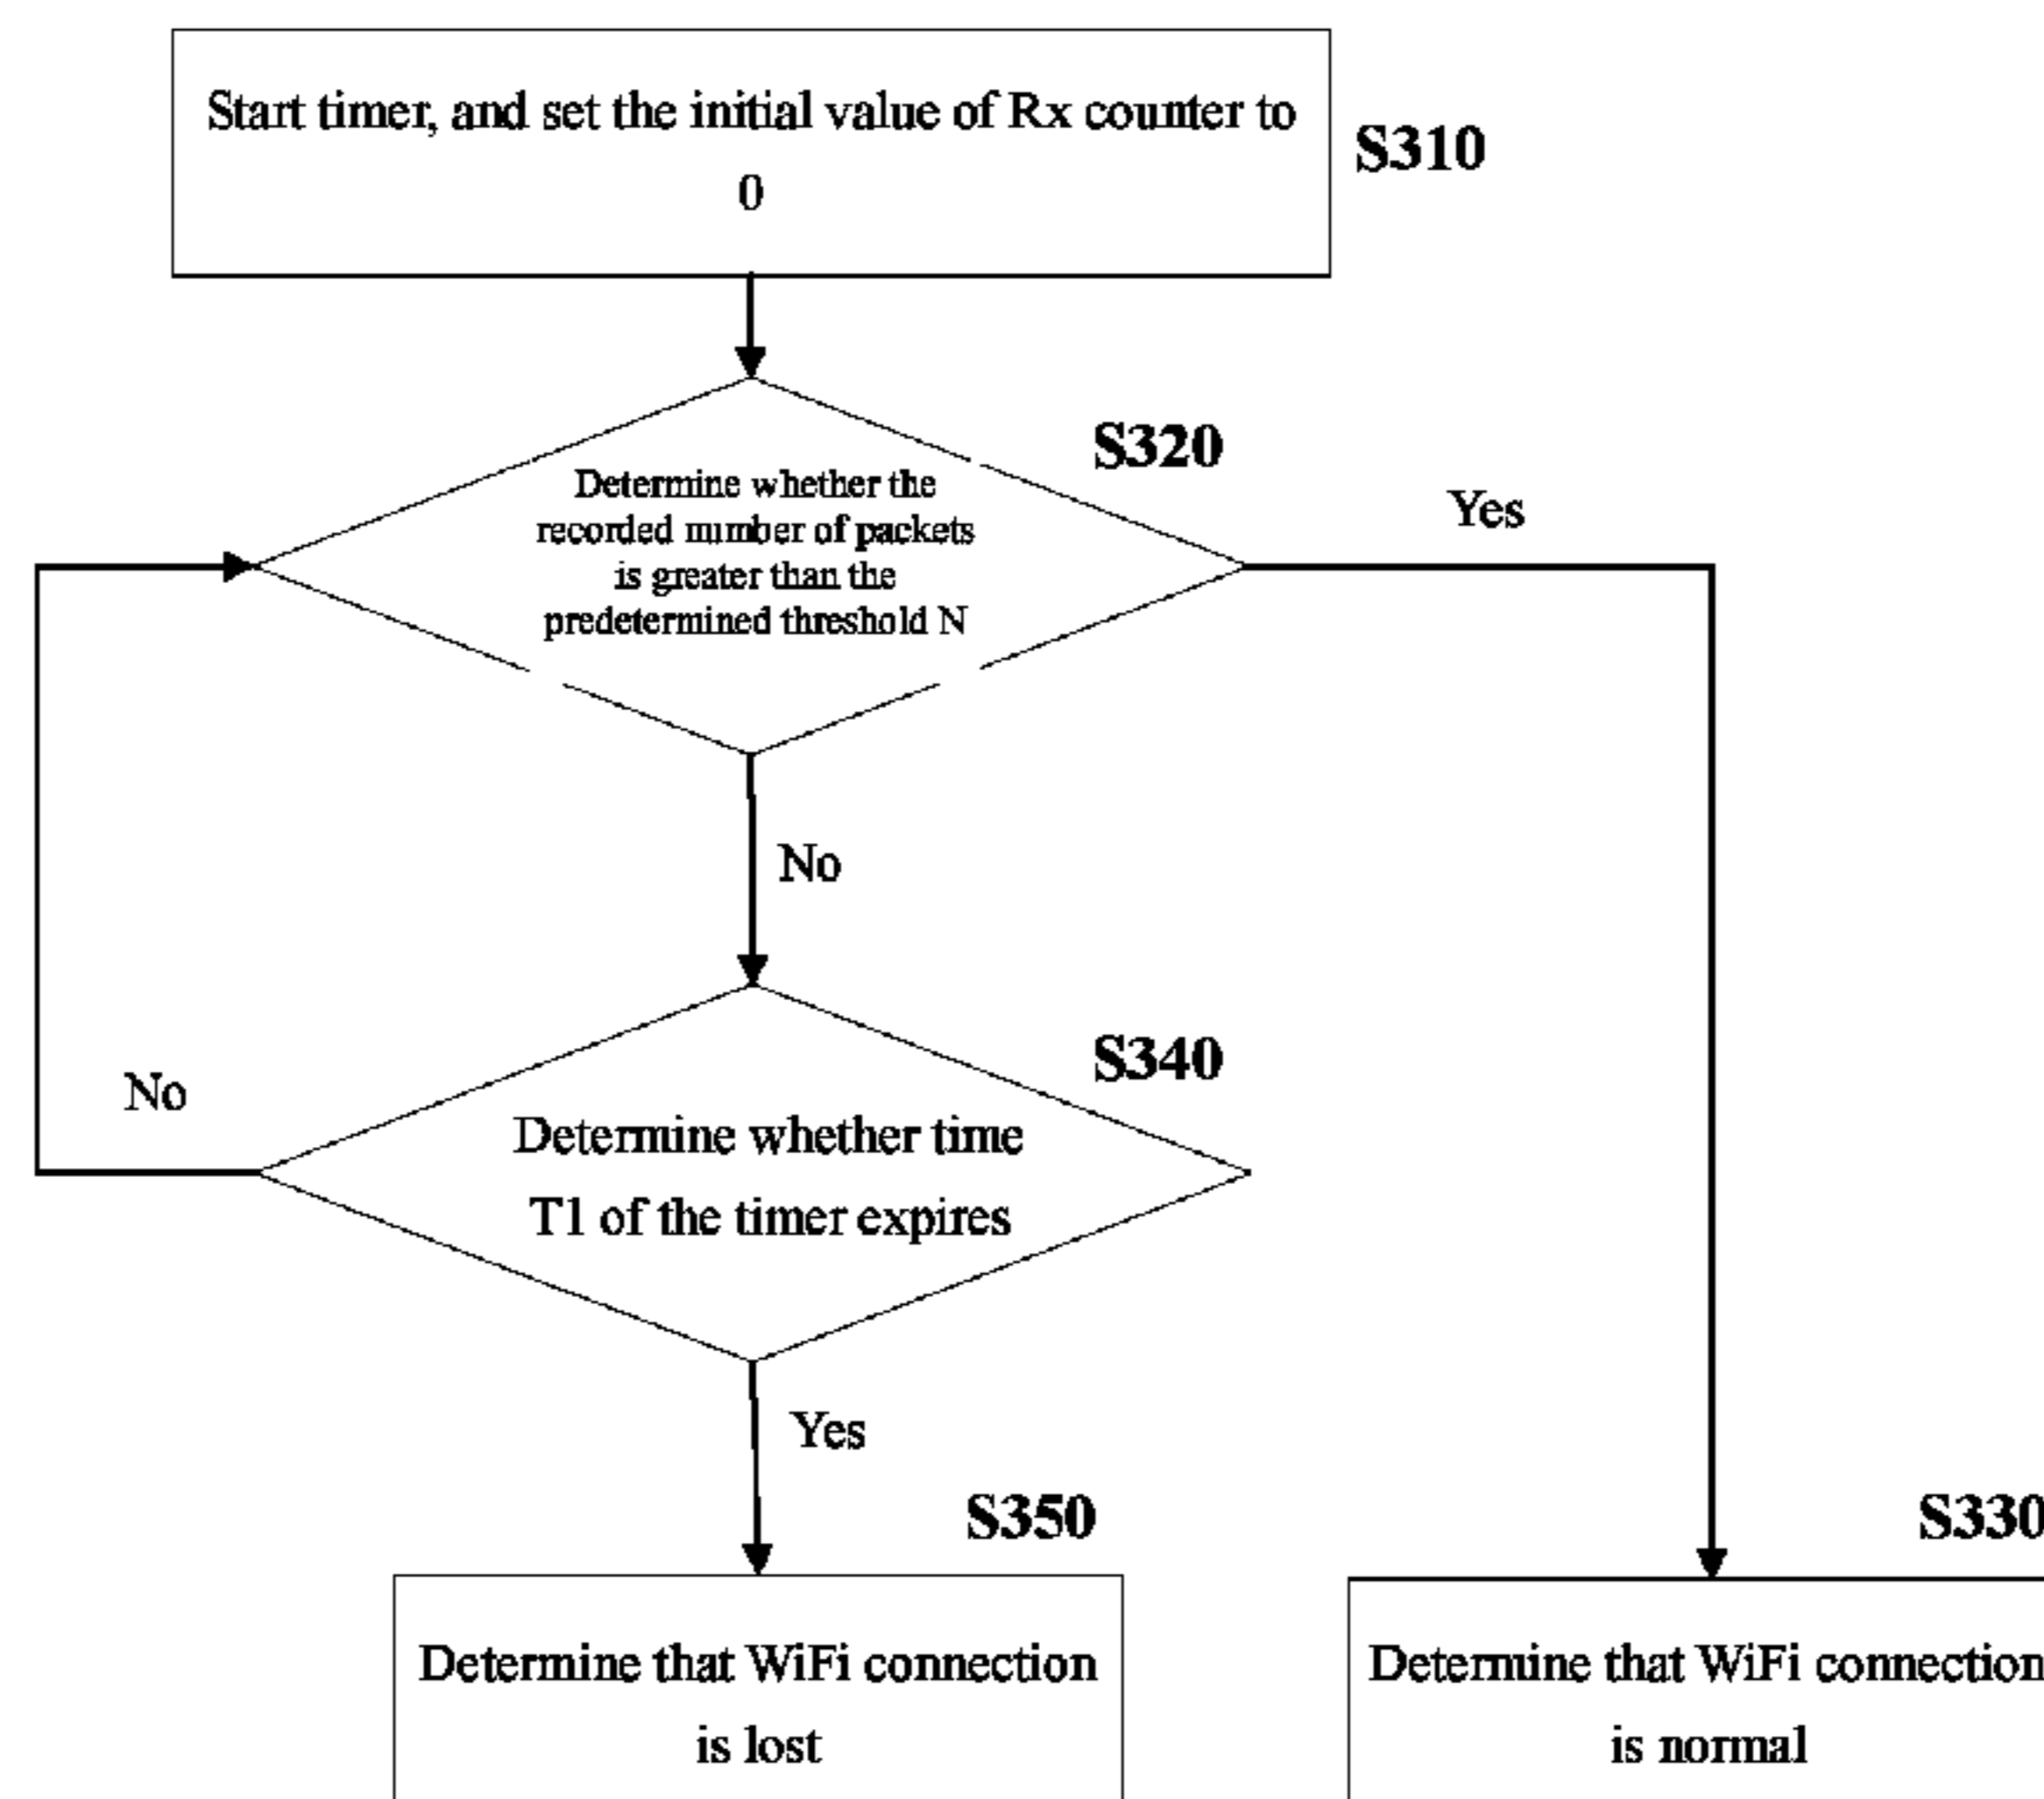 Start timer, and set the initial value of Rx counter to
0
S310
S320
Determine whether the
recorded number of packets
is greater than the
predetermined threshold N
Yes
No
S340
Determine whether time
T1 of the timer expires
No
Yes
S350
S330
Determine that WiFi connection
is lost
Determine that WiFi connection
is normal